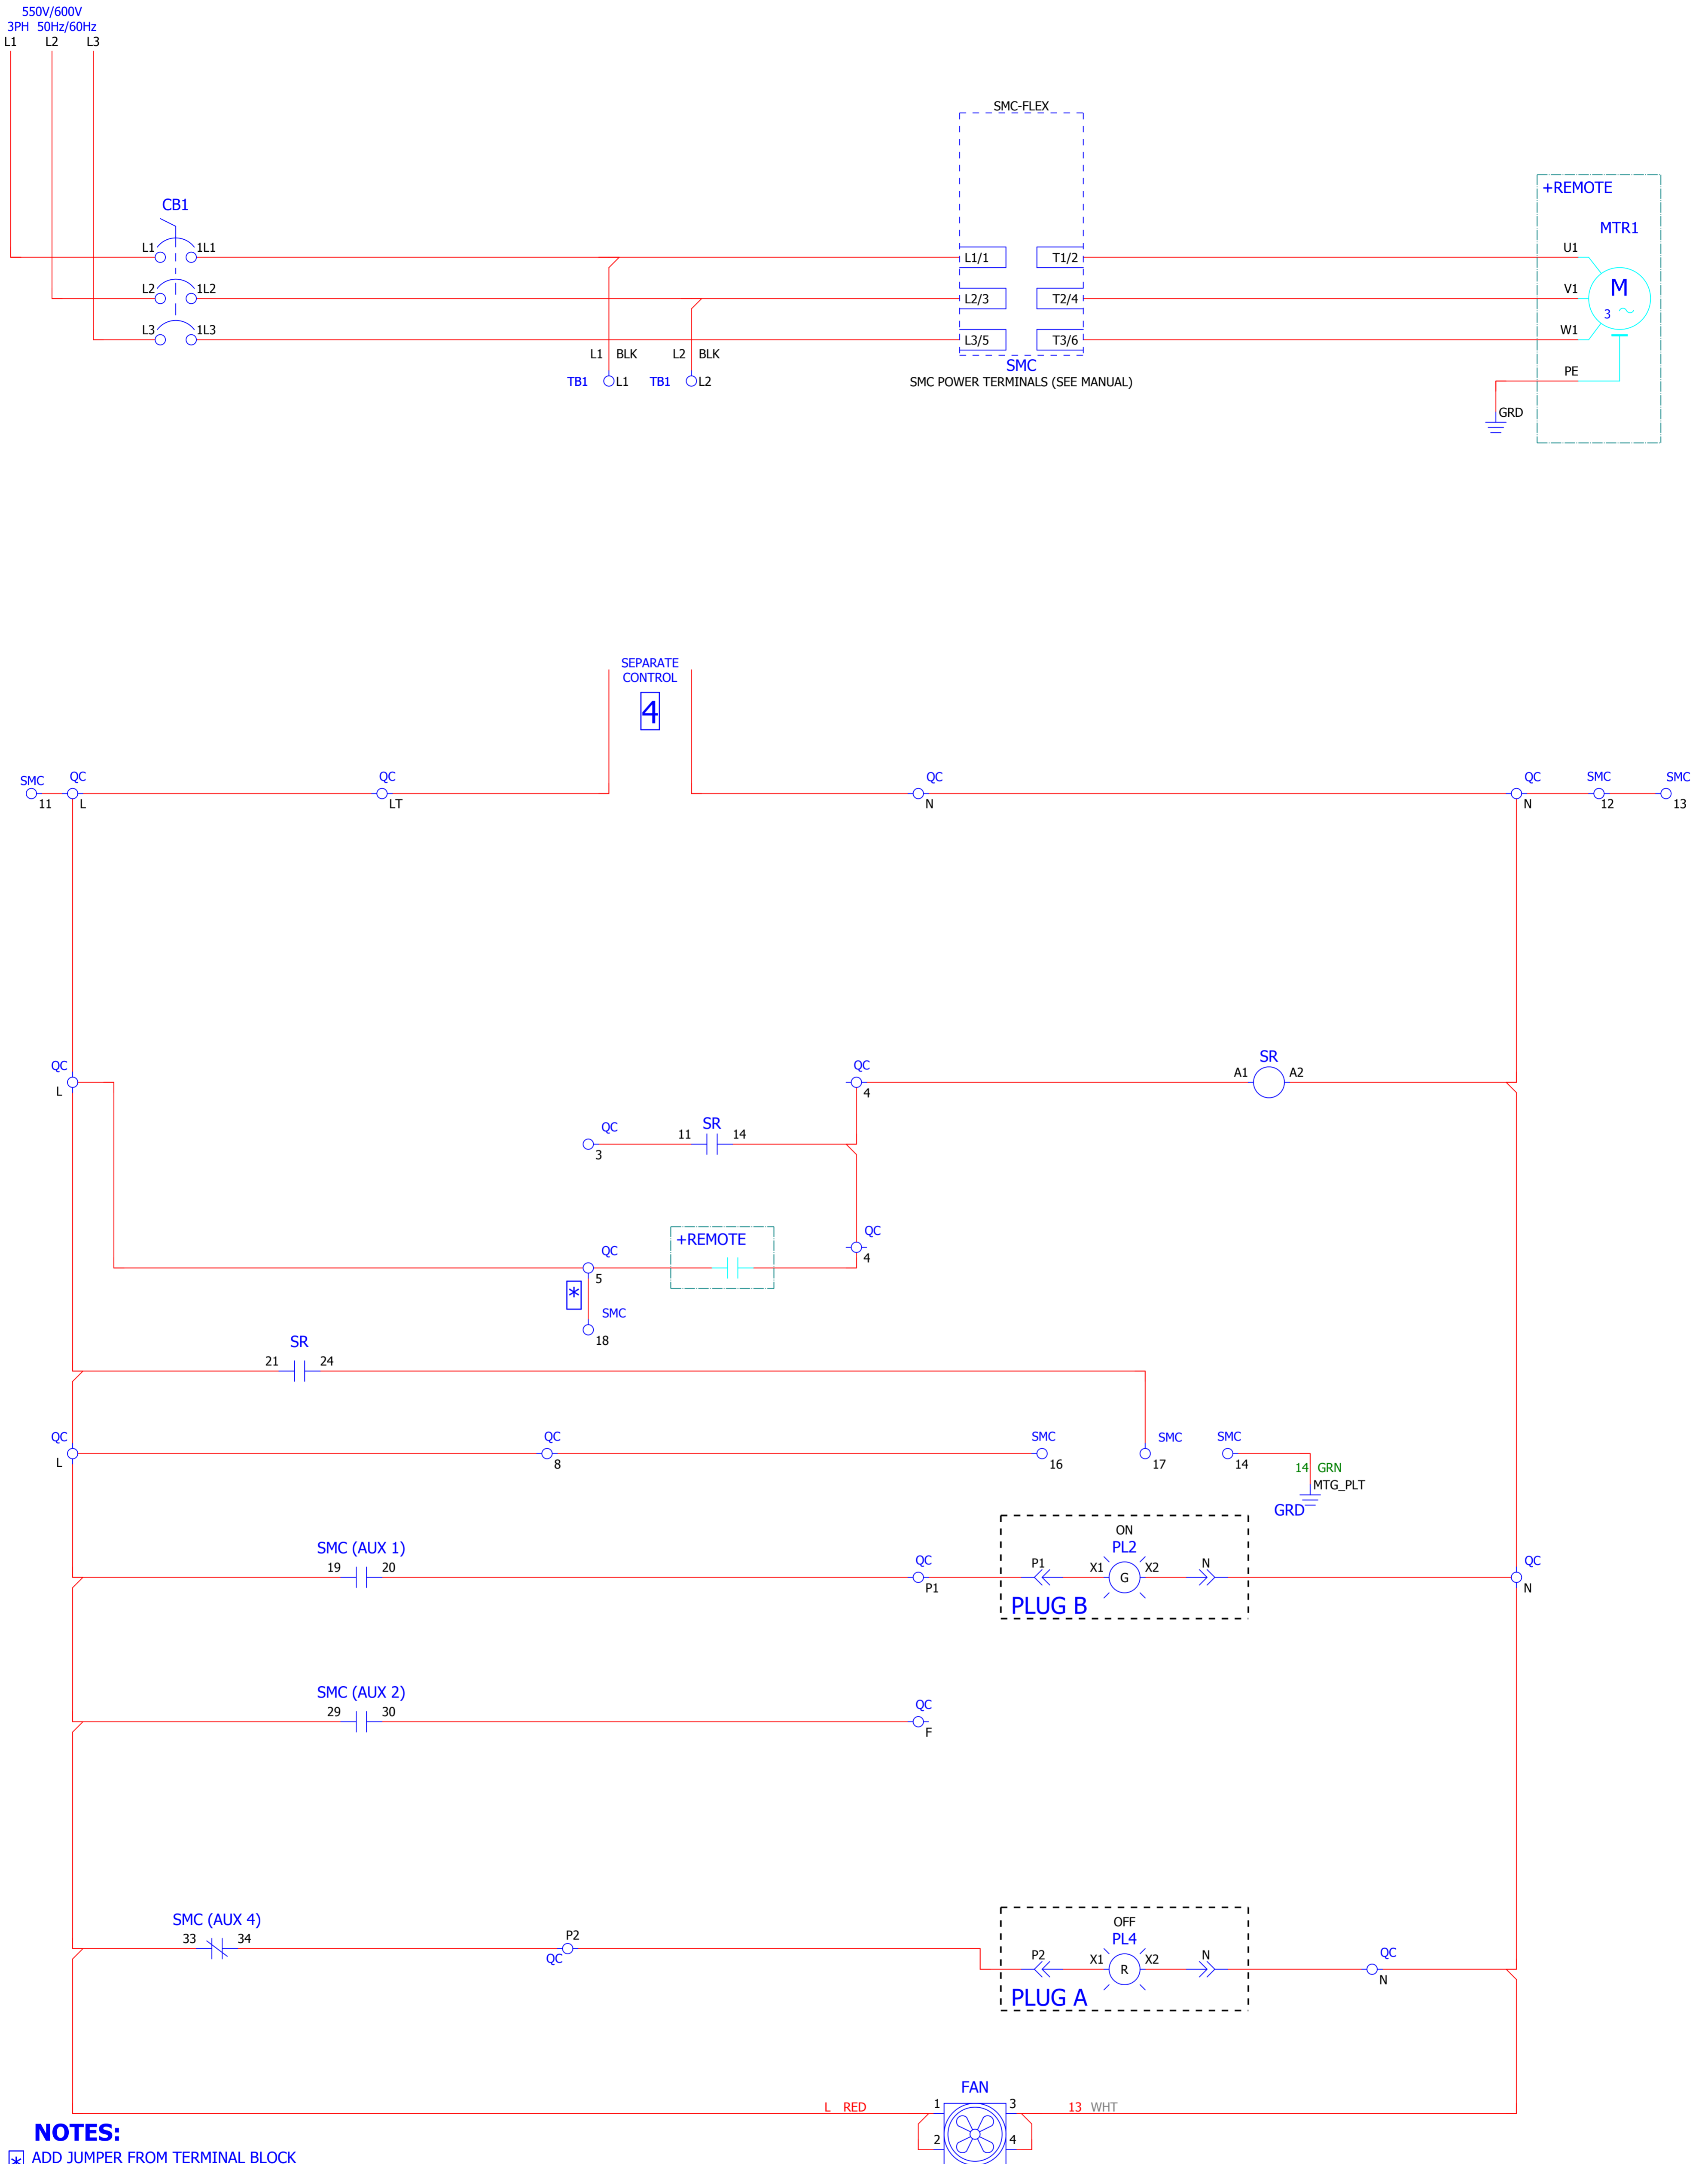 550V/600V
3PH 50Hz/60Hz
L1 L2 L3
SMC-FLEX
+REMOTE
CB1
MTR1
L1 1L1 L1/1 T1/2 U1
L2 1L2 L2/3 T2/4 V1 M
3
L3 1L3 L3/5 T3/6 W1
L1 BLK L2 BLK
SMC
PE
TB1 L1 TB1 L2
SMC POWER TERMINALS (SEE MANUAL)
GRD
SEPARATE
CONTROL
4
SMC QC QC QC QC SMC SMC
11 L LT N N 12 13
QC QC SR
A1 A2
L 4
QC 11 SR 14
3
QC
+REMOTE
QC 4
5
*
SMC
18
SR
21 24
QC QC SMC SMC SMC
L 8 16 17 14
14 GRN
MTG_PLT
GRD
ON
SMC (AUX 1) PL2
19 20 QC P1 X1 G X2 N QC
P1 N
PLUG B
SMC (AUX 2)
29 30 QC
F
SMC (AUX 4) OFF
33 34 P2 PL4
QC P2 X1 R X2 N QC
N
PLUG A
FAN
L RED 1 3 13 WHT
2 4
NOTES:
* ADD JUMPER FROM TERMINAL BLOCK